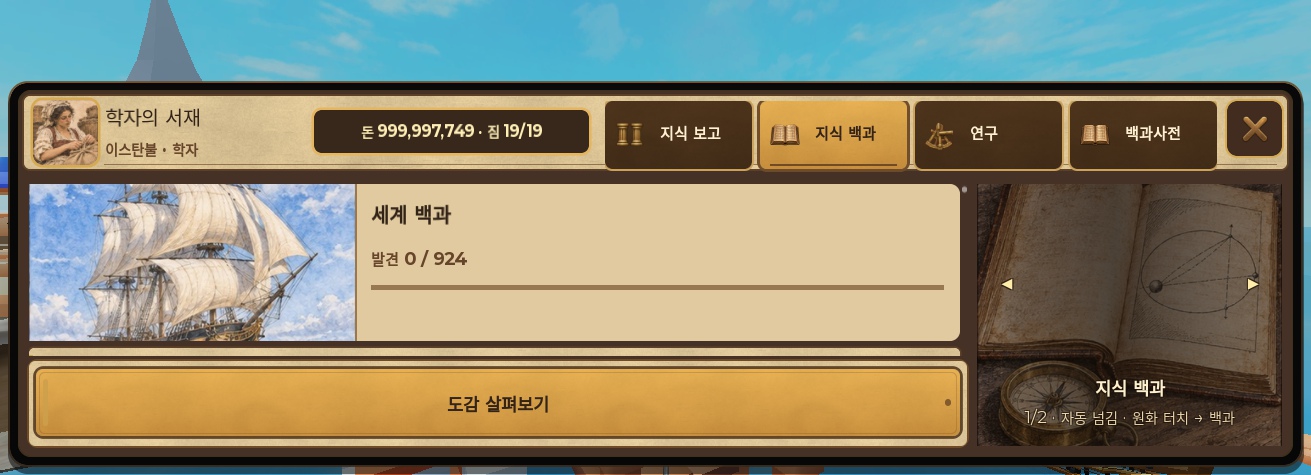 학자의 서재
이스탄불 • 학자
돈 999,997,749 · 짐 19/19
지식 보고
지식 백과
연구
백과사전
세계 백과
발견 0 / 924
도감 살펴보기
지식 백과
1/2 · 자동 넘김 · 원화 터치 → 백과